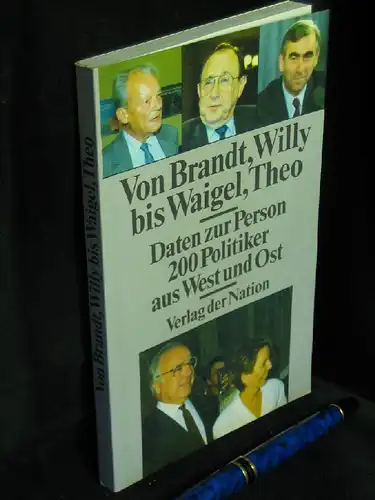 Von Brandt, Willy bis Waigel, Theo
Von Brandt, Willy
bis Waigel, Theo
Daten zur Person
200 Politiker
aus West und Ost
Verlag der Nation